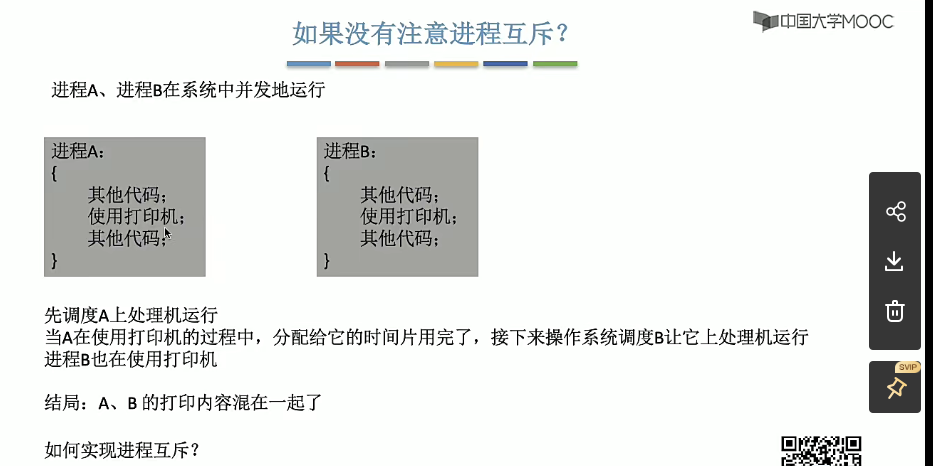 如果没有注意进程互斥？
中国大学MOOC
进程A、进程B在系统中并发地运行
进程A：
{
其他代码；
使用打印机；
其他代码；
}
进程B：
{
其他代码；
使用打印机；
其他代码；
}
先调度A上处理机运行
当A在使用打印机的过程中，分配给它的时间片用完了，接下来操作系统调度B让它上处理机运行
进程B也在使用打印机
结局：A、B 的打印内容混在一起了
如何实现进程互斥？
SVIP